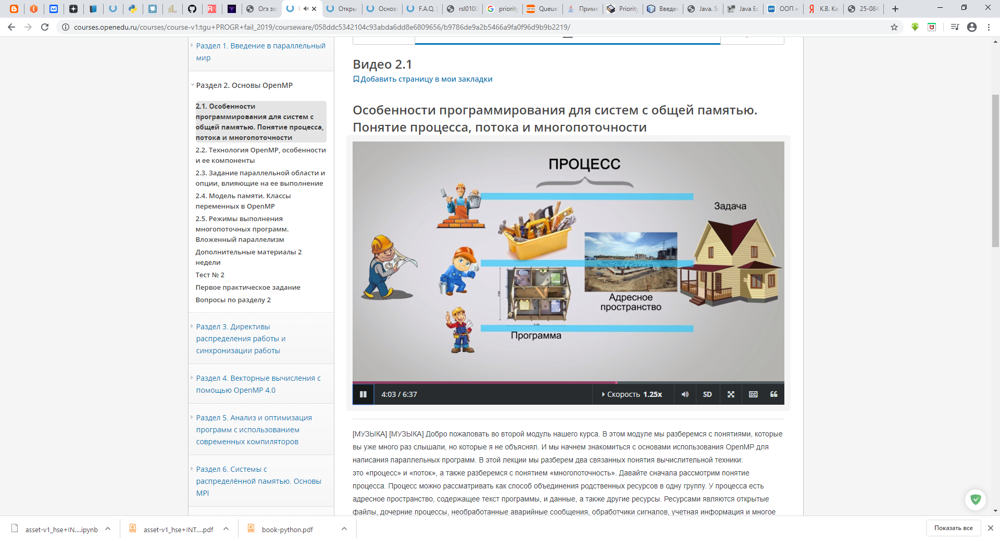 Огэ зо
Откры
Основ
F.A.Q.
rsl010
priority
Queue
Приме
Priority
Введен
Java. S
Java Ec
ООП н
К.В. Ка
25-084
courses.openedu.ru/courses/course-v1:tgu+PROGR+fail_2019/courseware/058ddc5342104c93abda6dd8e6809656/b9786de9a2b5466a9fa0f96d9b9b2219/
Раздел 1. Введение в параллельный
мир
Раздел 2. Основы OpenMP
2.1. Особенности
программирования для систем с
общей памятью. Понятие процесса,
потока и многопоточности
2.2. Технология OpenMP, особенности
и ее компоненты
2.3. Задание параллельной области и
опции, влияющие на ее выполнение
2.4. Модель памяти. Классы
переменных в OpenMP
2.5. Режимы выполнения
многопоточных программ.
Вложенный параллелизм
Дополнительные материалы 2
недели
Тест № 2
Первое практическое задание
Вопросы по разделу 2
Раздел 3. Директивы
распределения работы и
синхронизации работы
Раздел 4. Векторные вычисления с
помощью OpenMP 4.0
Раздел 5. Анализ и оптимизация
программ с использованием
современных компиляторов
Раздел 6. Системы с
распределённой памятью. Основы
MPI
Видео 2.1
Добавить страницу в мои закладки
Особенности программирования для систем с общей памятью.
Понятие процесса, потока и многопоточности
ПРОЦЕСС
Задача
Адресное
пространство
Программа
4:03 / 6:37
Скорость 1.25x
SD
[МУЗЫКА] [МУЗЫКА] Добро пожаловать во второй модуль нашего курса. В этом модуле мы разберемся с понятиями, которые
вы уже много раз слышали, но которые я не объяснял. И мы начнем знакомиться с основами использования OpenMP для
написания параллельных программ. В этой лекции мы разберем два связанных понятия вычислительной техники:
это «процесс» и «поток», а также разберемся с понятием «многопоточность». Давайте сначала рассмотрим понятие
процесса. Процесс можно рассматривать как способ объединения родственных ресурсов в одну группу. У процесса есть
адресное пространство, содержащее текст программы, и данные, а также другие ресурсы. Ресурсами являются открытые
файлы, дочерние процессы, необработанные аварийные сообщения, обработчики сигналов, учетная информация и многое
asset-v1_hse+IN....ipynb
asset-v1_hse+INT....pdf
book-python.pdf
Показать все